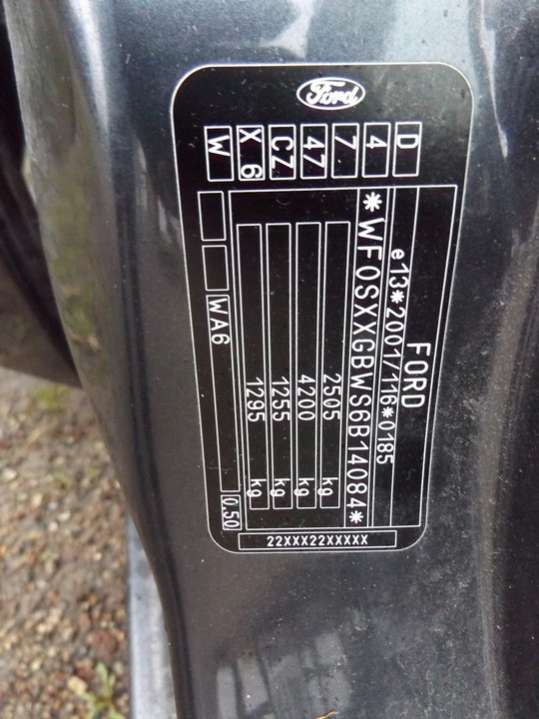 Ford
D
4
7
47
CZ
X 6
W
FORD
e13*2001/116*0185
*WF0SXXGBWS6B14084*
2505 kg
4200 kg
1255 kg
1295 kg
WA6
0.50
22XXX22XXXXX